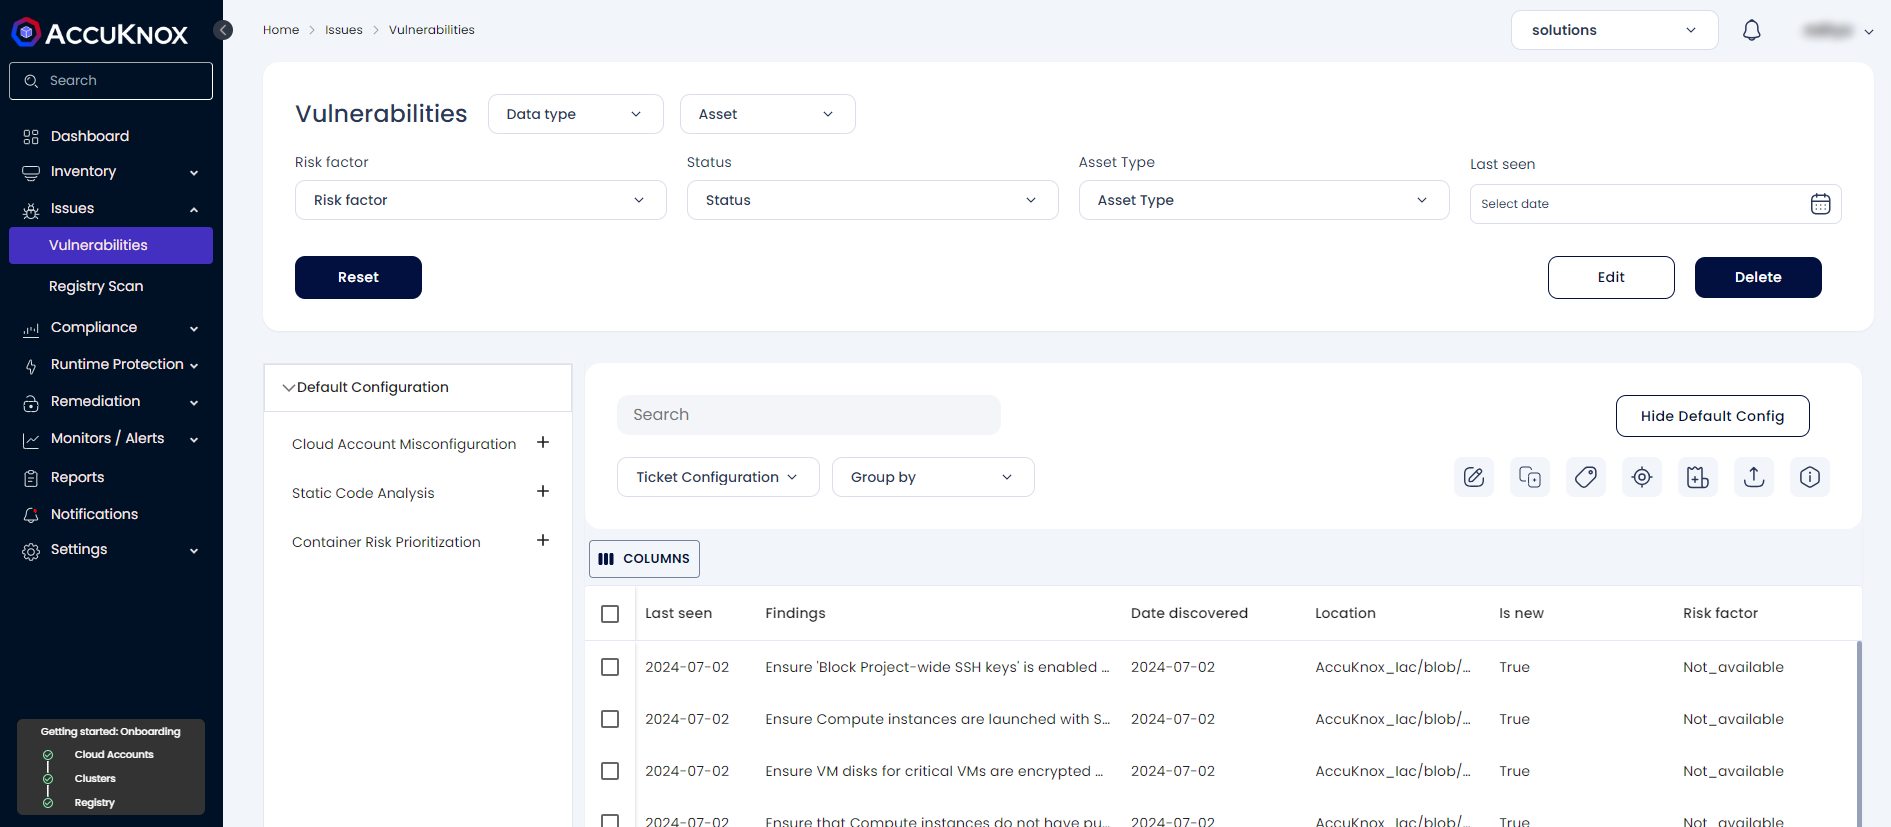 ACCUKNOX
Search
Dashboard
Inventory
Issues
Vulnerabilities
Registry Scan
Compliance
Runtime Protection
Remediation
Monitors / Alerts
Reports
Notifications
Settings
Getting started: Onboarding
Cloud Accounts
Clusters
Registry
Home > Issues > Vulnerabilities
solutions
Vulnerabilities
Data type
Asset
Risk factor
Status
Asset Type
Last seen
Risk factor
Status
Asset Type
Select date
Reset
Edit
Delete
Default Configuration
Cloud Account Misconfiguration +
Static Code Analysis +
Container Risk Prioritization +
Search
Hide Default Config
Ticket Configuration
Group by
COLUMNS
Last seen Findings Date discovered Location Is new Risk factor
2024-07-02 Ensure 'Block Project-wide SSH keys' is enabled ... 2024-07-02 AccuKnox_Iac/blob/... True Not_available
2024-07-02 Ensure Compute instances are launched with S... 2024-07-02 AccuKnox_Iac/blob/... True Not_available
2024-07-02 Ensure VM disks for critical VMs are encrypted ... 2024-07-02 AccuKnox_Iac/blob/... True Not_available
2024-07-02 Ensure that Compute instances do not have pu... 2024-07-02 AccuKnox_Iac/blob/... True Not_available